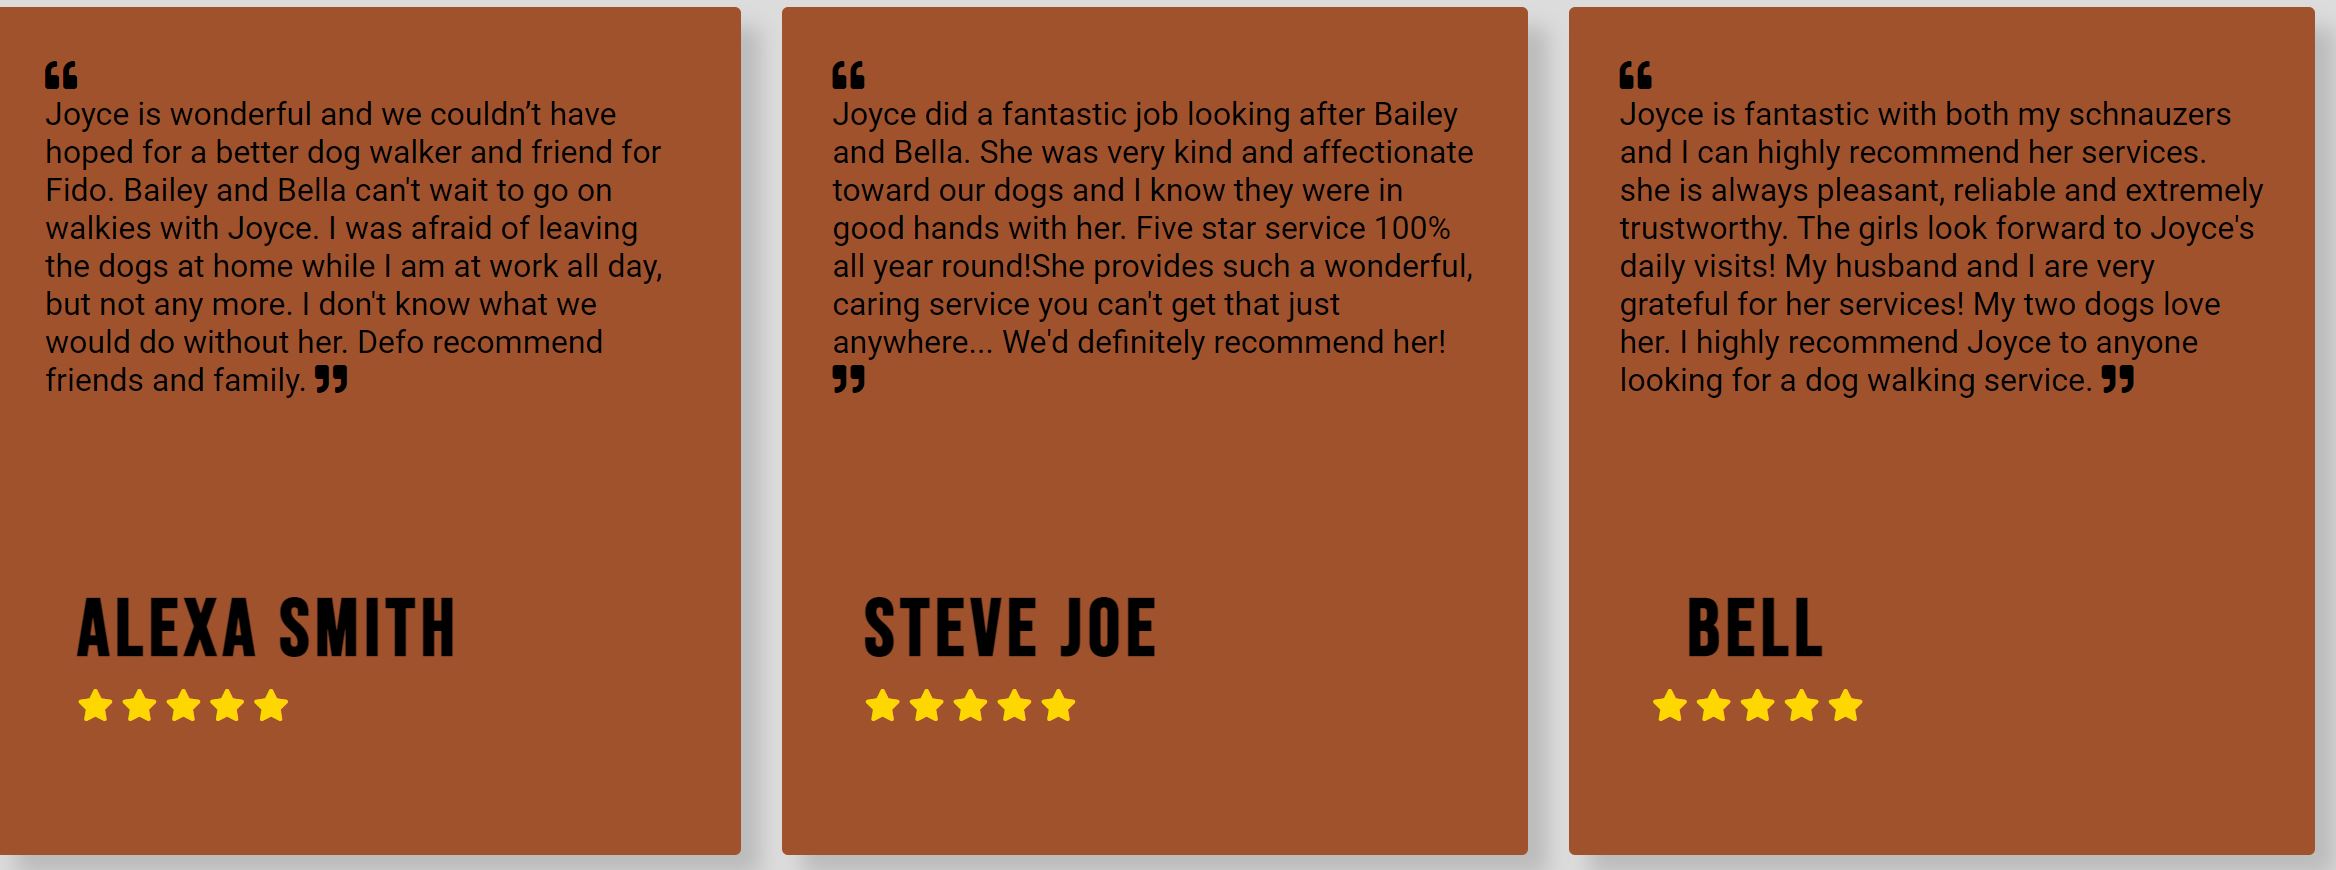 “
Joyce is wonderful and we couldn’t have
hoped for a better dog walker and friend for
Fido. Bailey and Bella can't wait to go on
walkies with Joyce. I was afraid of leaving
the dogs at home while I am at work all day,
but not any more. I don't know what we
would do without her. Defo recommend
friends and family. ”
ALEXA SMITH
“
Joyce did a fantastic job looking after Bailey
and Bella. She was very kind and affectionate
toward our dogs and I know they were in
good hands with her. Five star service 100%
all year round!She provides such a wonderful,
caring service you can't get that just
anywhere... We'd definitely recommend her!
”
STEVE JOE
“
Joyce is fantastic with both my schnauzers
and I can highly recommend her services.
she is always pleasant, reliable and extremely
trustworthy. The girls look forward to Joyce's
daily visits! My husband and I are very
grateful for her services! My two dogs love
her. I highly recommend Joyce to anyone
looking for a dog walking service. ”
BELL